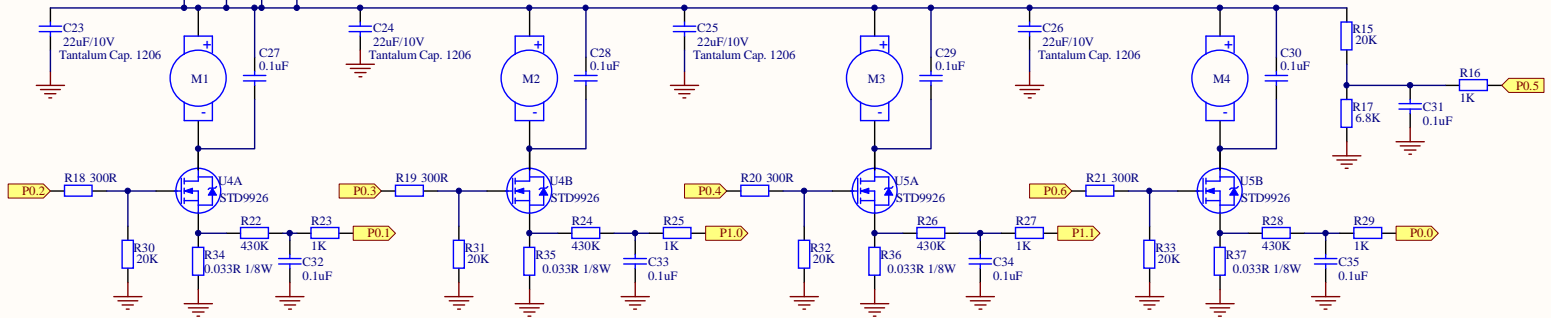 C23
22uF/10V
Tantalum Cap. 1206
C24
22uF/10V
Tantalum Cap. 1206
C25
22uF/10V
Tantalum Cap. 1206
C26
22uF/10V
Tantalum Cap. 1206
+
M1
-
C27
0.1uF
+
M2
-
C28
0.1uF
+
M3
-
C29
0.1uF
+
M4
-
C30
0.1uF
R15
20K
R17
6.8K
C31
0.1uF
R16
1K
P0.5
P0.2
R18 300R
U4A
STD9926
P0.3
R19 300R
U4B
STD9926
P0.4
R20 300R
U5A
STD9926
P0.6
R21 300R
U5B
STD9926
R30
20K
R34
0.033R 1/8W
R22
430K
R23
1K
P0.1
C32
0.1uF
R31
20K
R35
0.033R 1/8W
R24
430K
R25
1K
P1.0
C33
0.1uF
R32
20K
R36
0.033R 1/8W
R26
430K
R27
1K
P1.1
C34
0.1uF
R33
20K
R37
0.033R 1/8W
R28
430K
R29
1K
P0.0
C35
0.1uF